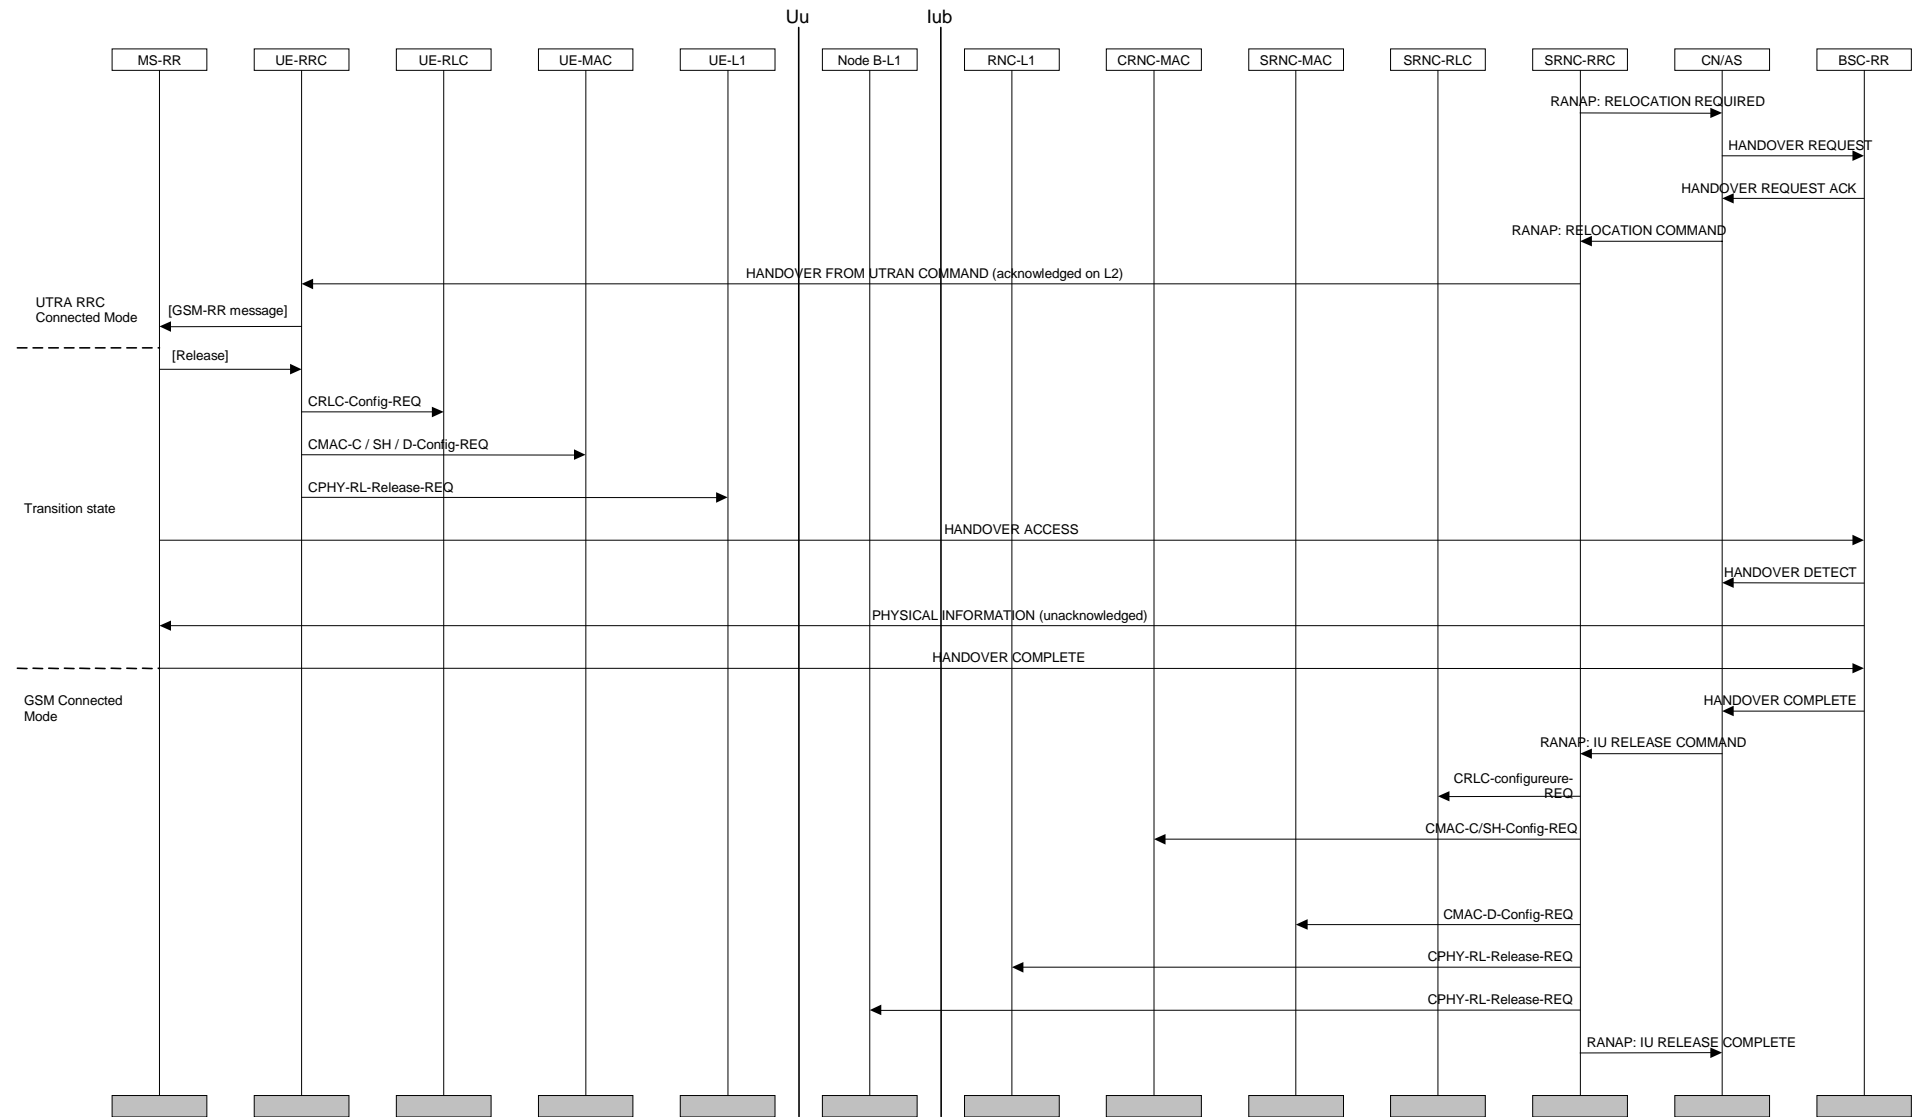 Uu
Iub
MS-RR
UE-RRC
UE-RLC
UE-MAC
UE-L1
Node B-L1
RNC-L1
CRNC-MAC
SRNC-MAC
SRNC-RLC
SRNC-RRC
CN/AS
BSC-RR
RANAP: RELOCATION REQUIRED
HANDOVER REQUEST
HANDOVER REQUEST ACK
RANAP: RELOCATION COMMAND
HANDOVER FROM UTRAN COMMAND (acknowledged on L2)
UTRA RRC
Connected Mode
[GSM-RR message]
[Release]
CRLC-Config-REQ
CMAC-C / SH / D-Config-REQ
CPHY-RL-Release-REQ
Transition state
HANDOVER ACCESS
HANDOVER DETECT
PHYSICAL INFORMATION (unacknowledged)
HANDOVER COMPLETE
GSM Connected
Mode
HANDOVER COMPLETE
RANAP: IU RELEASE COMMAND
CRLC-configureure-
REQ
CMAC-C/SH-Config-REQ
CMAC-D-Config-REQ
CPHY-RL-Release-REQ
CPHY-RL-Release-REQ
RANAP: IU RELEASE COMPLETE